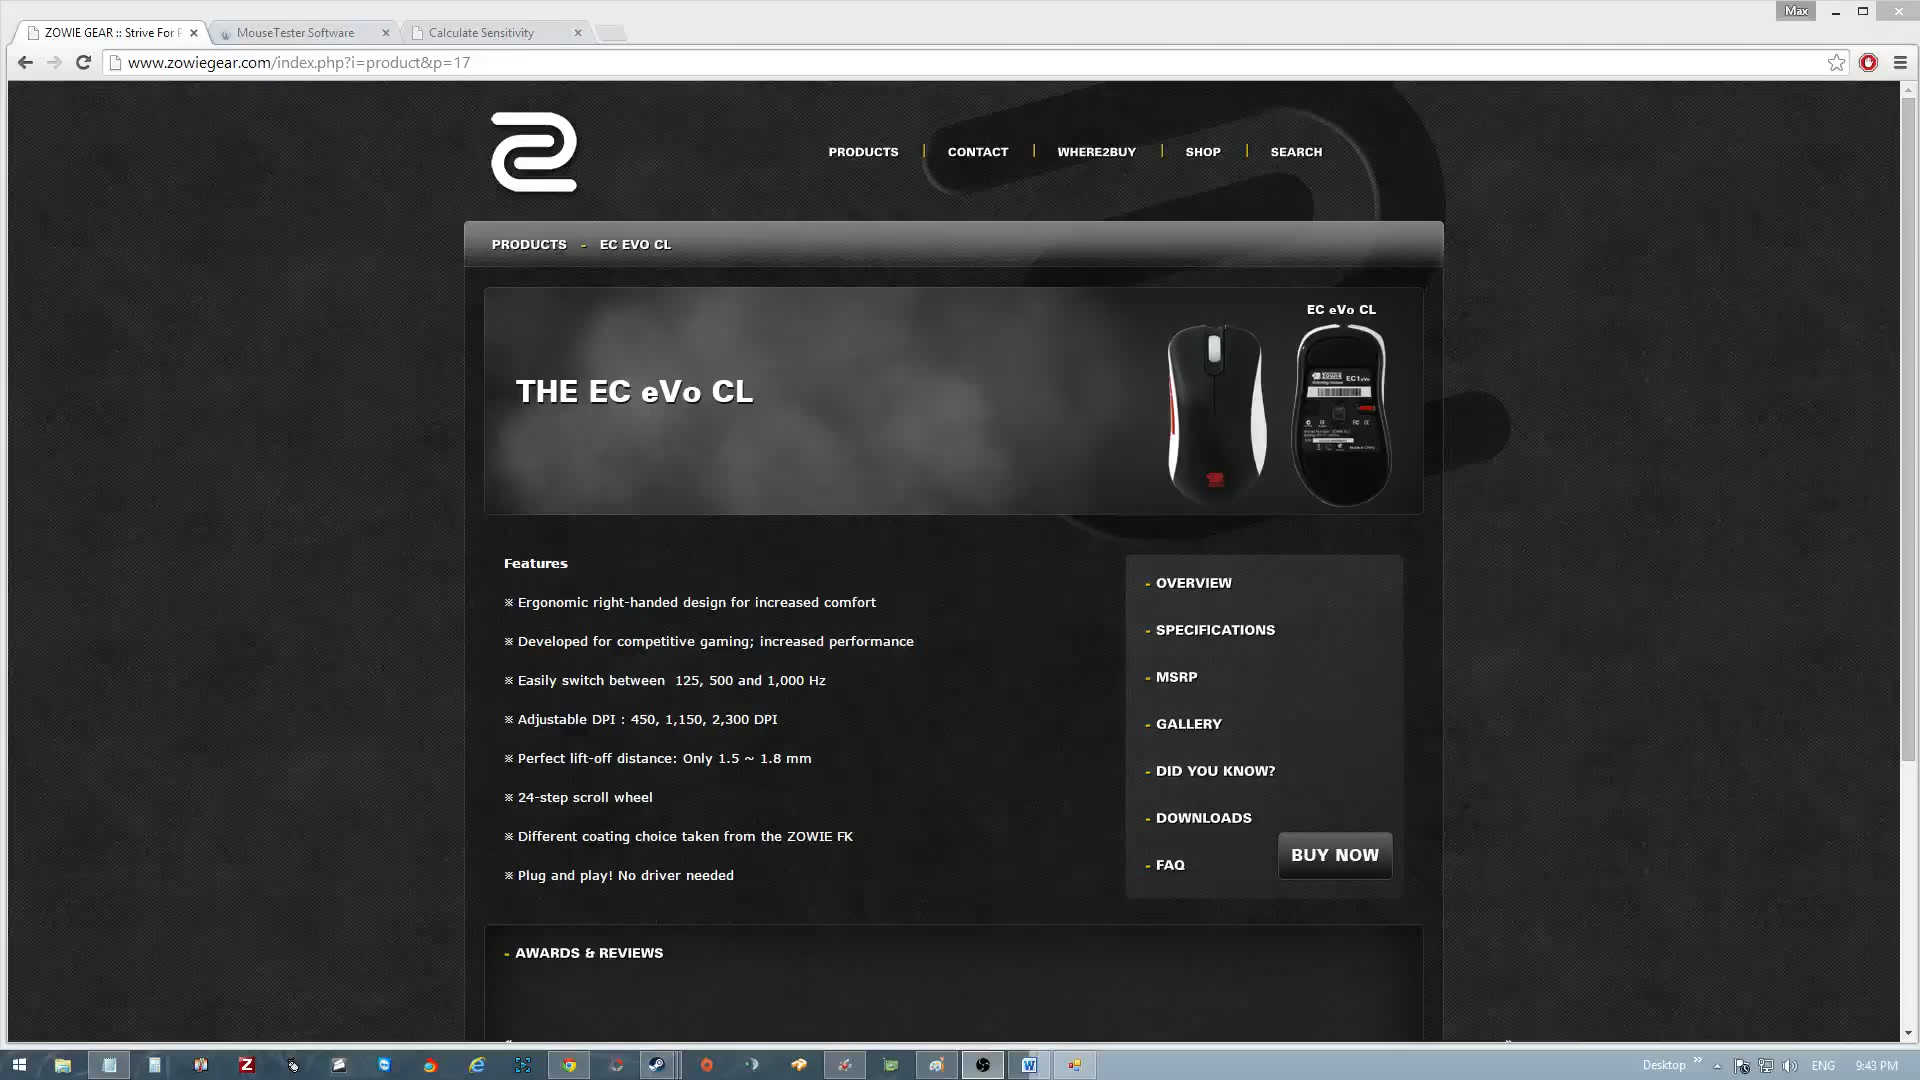 Max
ZOWIE GEAR :: Strive For P
MouseTester Software
Calculate Sensitivity
www.zowiegear.com/index.php?i=product&p=17
PRODUCTS | CONTACT | WHERE2BUY | SHOP | SEARCH
PRODUCTS - EC EVO CL
EC eVo CL
THE EC eVo CL
EC1 eVo
Features
※ Ergonomic right-handed design for increased comfort
※ Developed for competitive gaming; increased performance
※ Easily switch between 125, 500 and 1,000 Hz
※ Adjustable DPI : 450, 1,150, 2,300 DPI
※ Perfect lift-off distance: Only 1.5 ~ 1.8 mm
※ 24-step scroll wheel
※ Different coating choice taken from the ZOWIE FK
※ Plug and play! No driver needed
- OVERVIEW
- SPECIFICATIONS
- MSRP
- GALLERY
- DID YOU KNOW?
- DOWNLOADS
- FAQ
BUY NOW
- AWARDS & REVIEWS
Desktop
ENG
9:43 PM